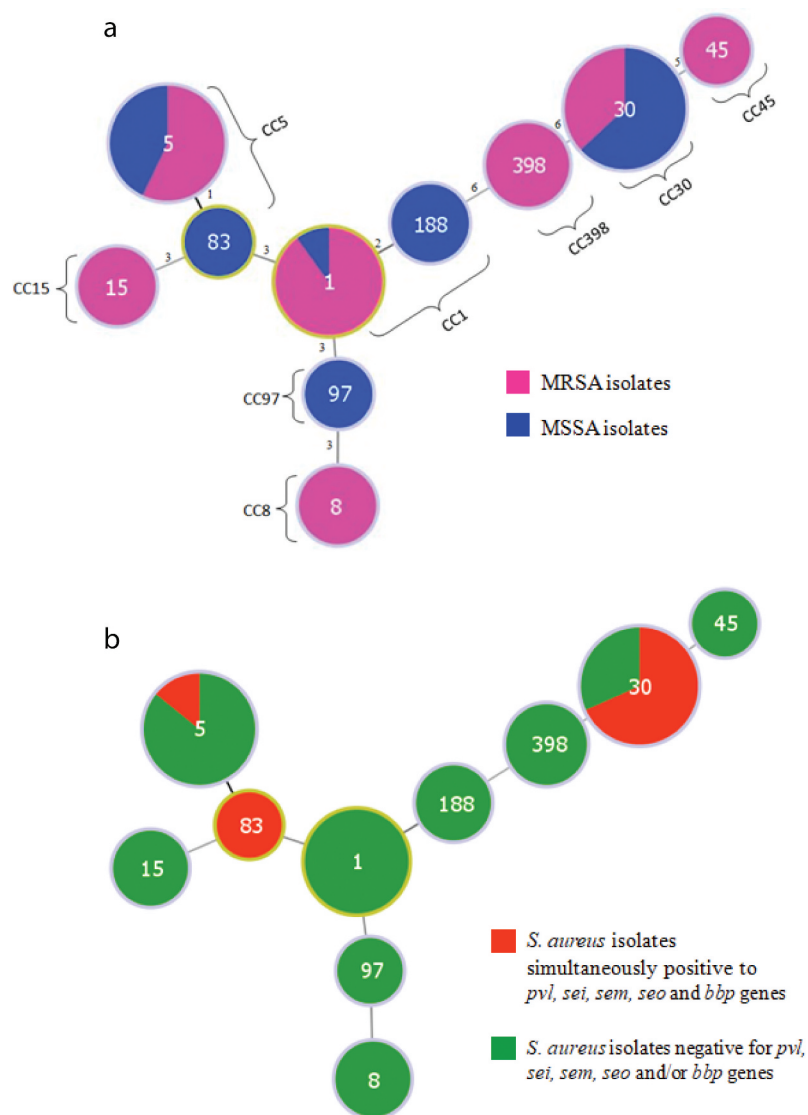 a
45
5
CC45
30
6
CC30
398
CC398
6
188
2
CC1
5
CC5
1
83
3
3
15
CC15
1
3
97
CC97
3
8
CC8
MRSA isolates
MSSA isolates
b
45
30
398
188
5
83
15
1
97
8
S. aureus isolates
simultaneously positive to
pvl, sei, sem, seo and bbp genes
S. aureus isolates negative for pvl,
sei, sem, seo and/or bbp genes